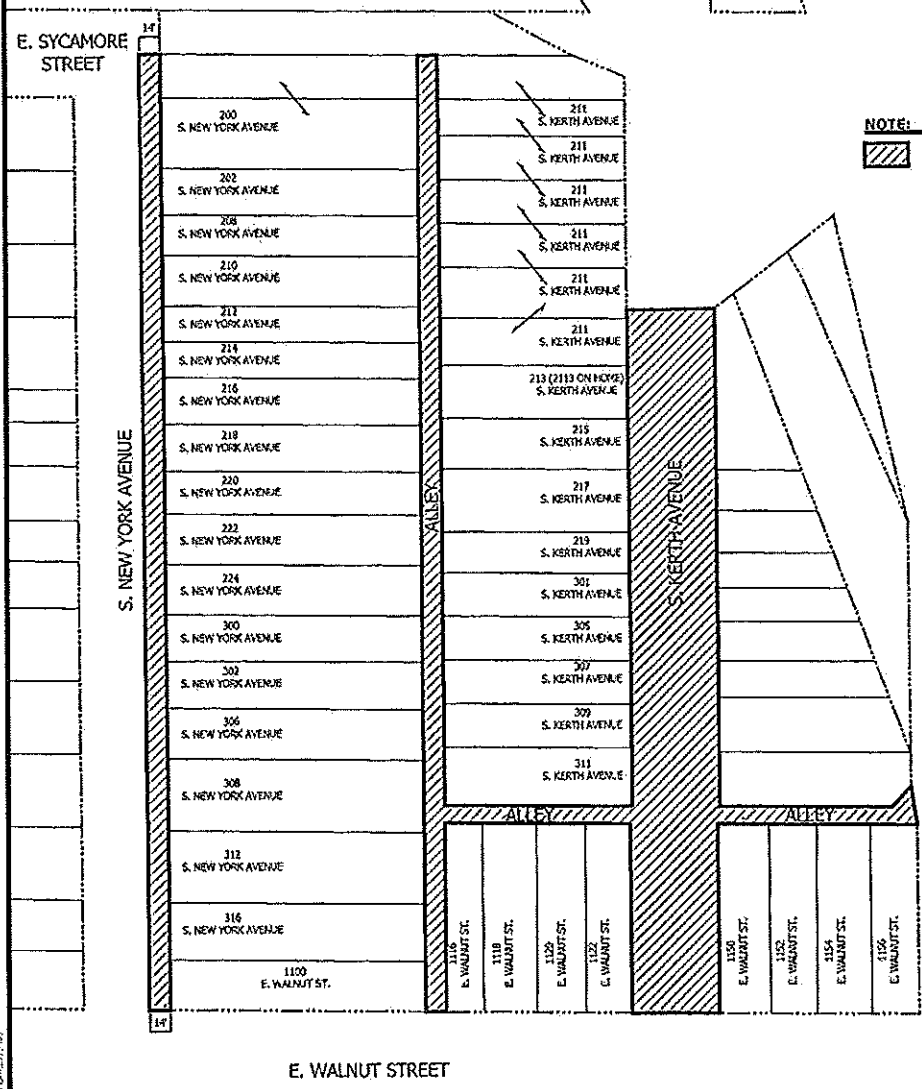 14'
E. SYCAMORE
STREET
NOTE:
200
S. NEW YORK AVENUE
202
S. NEW YORK AVENUE
208
S. NEW YORK AVENUE
210
S. NEW YORK AVENUE
212
S. NEW YORK AVENUE
214
S. NEW YORK AVENUE
216
S. NEW YORK AVENUE
218
S. NEW YORK AVENUE
220
S. NEW YORK AVENUE
222
S. NEW YORK AVENUE
224
S. NEW YORK AVENUE
300
S. NEW YORK AVENUE
302
S. NEW YORK AVENUE
306
S. NEW YORK AVENUE
308
S. NEW YORK AVENUE
312
S. NEW YORK AVENUE
316
S. NEW YORK AVENUE
1100
E. WALNUT ST.
S. NEW YORK AVENUE
ALLEY
211
S. KERTH AVENUE
211
S. KERTH AVENUE
211
S. KERTH AVENUE
211
S. KERTH AVENUE
211
S. KERTH AVENUE
211
S. KERTH AVENUE
213 (2113 ON HOME)
S. KERTH AVENUE
215
S. KERTH AVENUE
217
S. KERTH AVENUE
219
S. KERTH AVENUE
301
S. KERTH AVENUE
305
S. KERTH AVENUE
307
S. KERTH AVENUE
309
S. KERTH AVENUE
311
S. KERTH AVENUE
S. KERTH AVENUE
ALLEY
ALLEY
1116
E. WALNUT ST.
1118
E. WALNUT ST.
E. WALNUT ST.
1122
E. WALNUT ST.
1150
E. WALNUT ST.
1152
E. WALNUT ST.
1154
E. WALNUT ST.
1156
E. WALNUT ST.
14'
E. WALNUT STREET